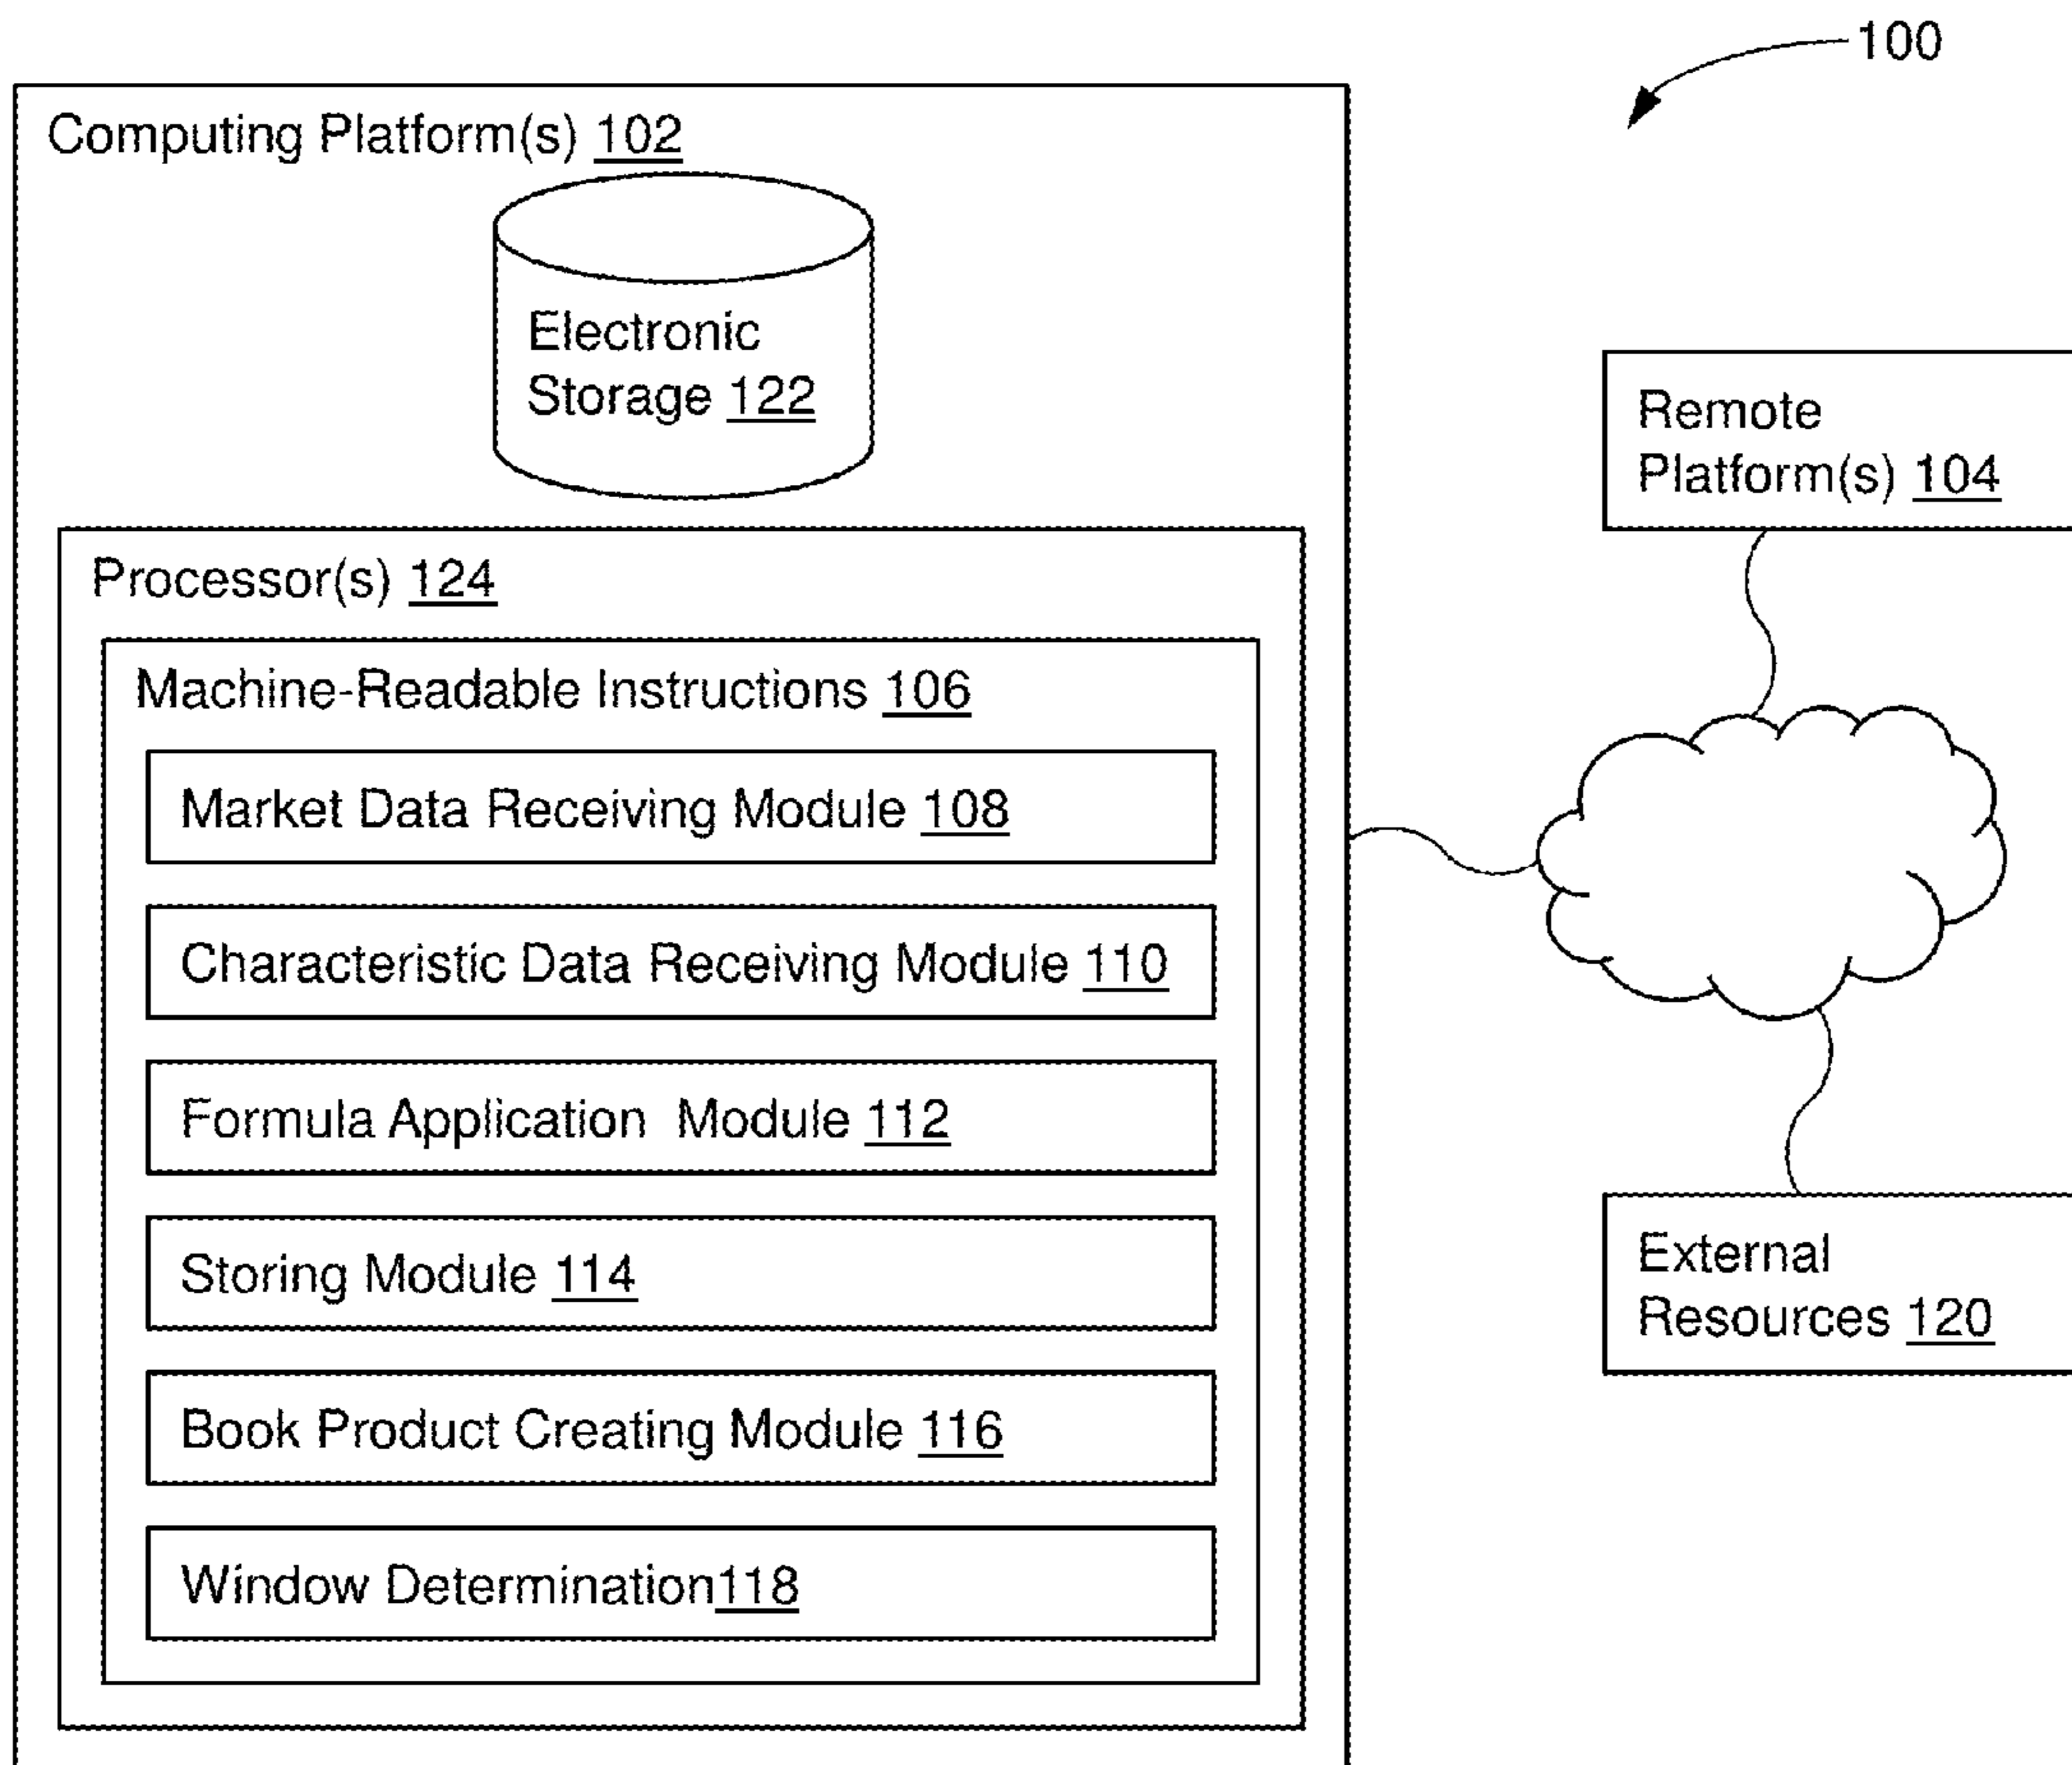 100
Computing Platform(s) 102
Electronic
Storage 122
Remote
Platform(s) 104
Processor(s) 124
Machine-Readable Instructions 106
Market Data Receiving Module 108
Characteristic Data Receiving Module 110
Formula Application Module 112
Storing Module 114
External
Resources 120
Book Product Creating Module 116
Window Determination118